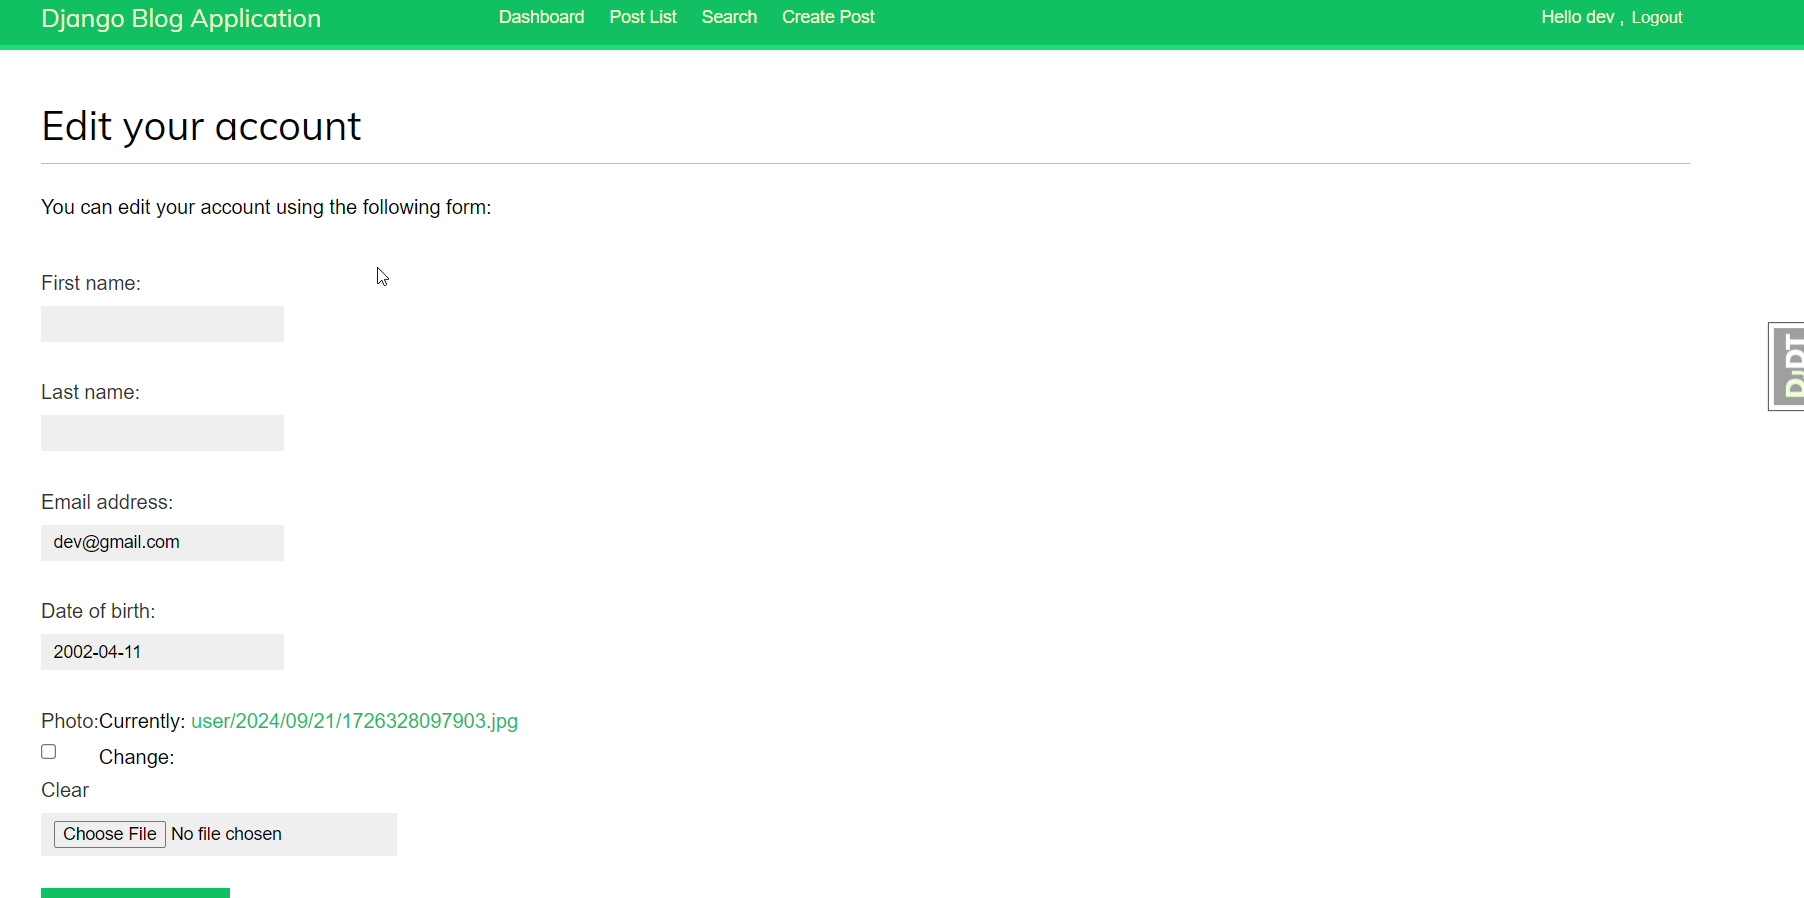 Django Blog Application Dashboard Post List Search Create Post Hello dev , Logout
Edit your account
You can edit your account using the following form:
First name:
Last name:
DJDT
Email address:
dev@gmail.com
Date of birth:
2002-04-11
Photo:Currently: user/2024/09/21/1726328097903.jpg
Change:
Clear
Choose File No file chosen